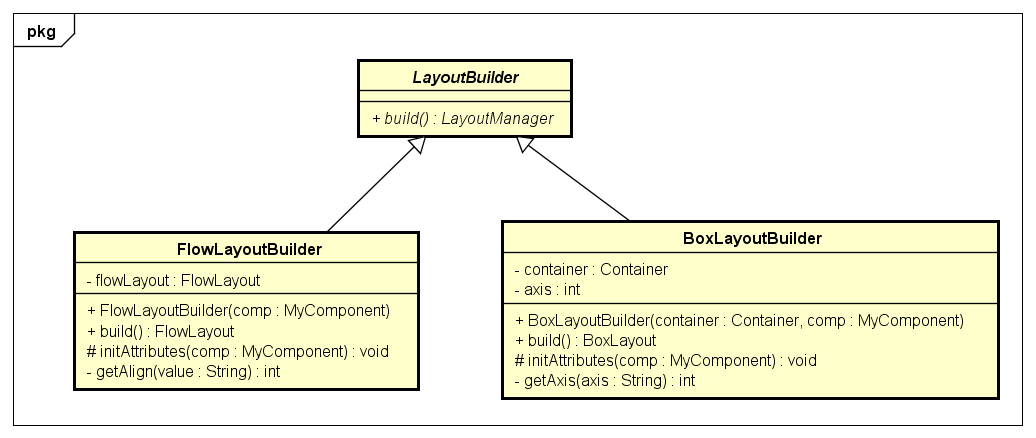 pkg
LayoutBuilder
+ build() : LayoutManager
FlowLayoutBuilder
- flowLayout : FlowLayout
+ FlowLayoutBuilder(comp : MyComponent)
+ build() : FlowLayout
# initAttributes(comp : MyComponent) : void
- getAlign(value : String) : int
BoxLayoutBuilder
- container : Container
- axis : int
+ BoxLayoutBuilder(container : Container, comp : MyComponent)
+ build() : BoxLayout
# initAttributes(comp : MyComponent) : void
- getAxis(axis : String) : int